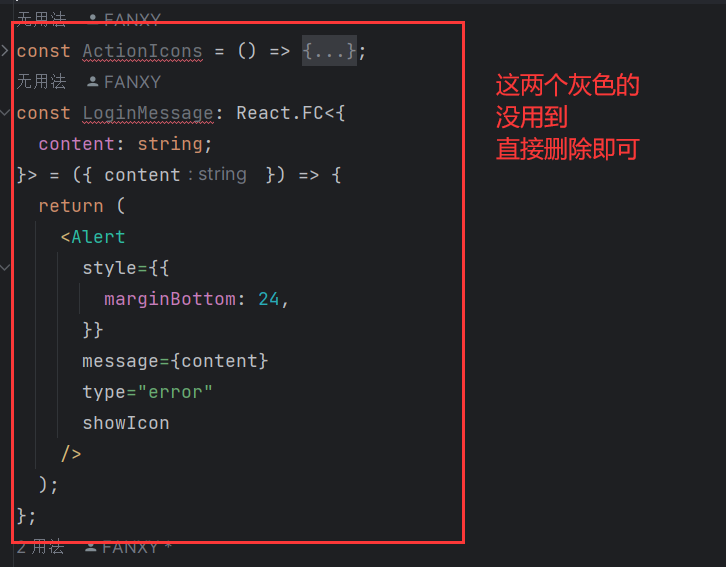 无用法 FANXY
const ActionIcons = () => {...};
无用法 FANXY
const LoginMessage: React.FC<{
content: string;
}> = ({ content : string }) => {
return (
<Alert
style={{
marginBottom: 24,
}}
message={content}
type="error"
showIcon
/>
);
};
2 用法 FANXY *
这两个灰色的
没用到
直接删除即可